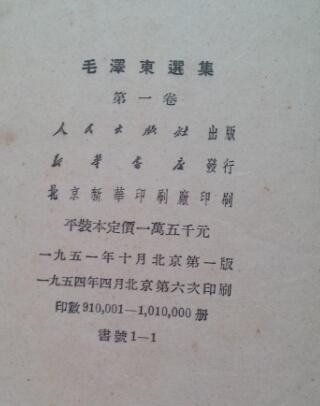 毛澤東選集
第一卷
人民出版社 出版
新華書店 發行
北京新華印刷廠印刷
平裝本定價一萬五千元
一九五一年十月北京第一版
一九五四年四月北京第六次印刷
印數910,001—1,010,000册
書號1—1